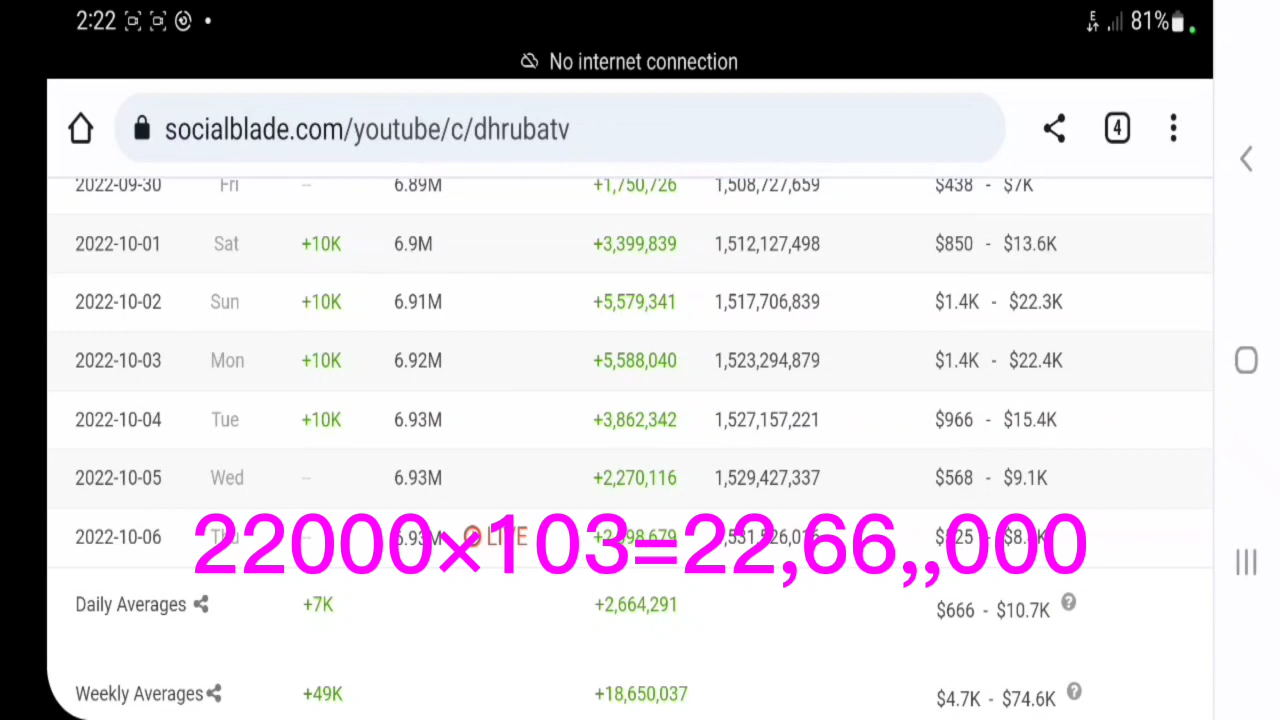 2:22 81%
No internet connection
socialblade.com/youtube/c/dhrubatv 4
2022-09-30 Fri -- 6.89M +1,750,726 1,508,727,659 $438 - $7K
2022-10-01 Sat +10K 6.9M +3,399,839 1,512,127,498 $850 - $13.6K
2022-10-02 Sun +10K 6.91M +5,579,341 1,517,706,839 $1.4K - $22.3K
2022-10-03 Mon +10K 6.92M +5,588,040 1,523,294,879 $1.4K - $22.4K
2022-10-04 Tue +10K 6.93M +3,862,342 1,527,157,221 $966 - $15.4K
2022-10-05 Wed -- 6.93M +2,270,116 1,529,427,337 $568 - $9.1K
2022-10-06 6.93M LIVE
22000×103=22,66,,000
Daily Averages +7K +2,664,291 $666 - $10.7K
Weekly Averages +49K +18,650,037 $4.7K - $74.6K